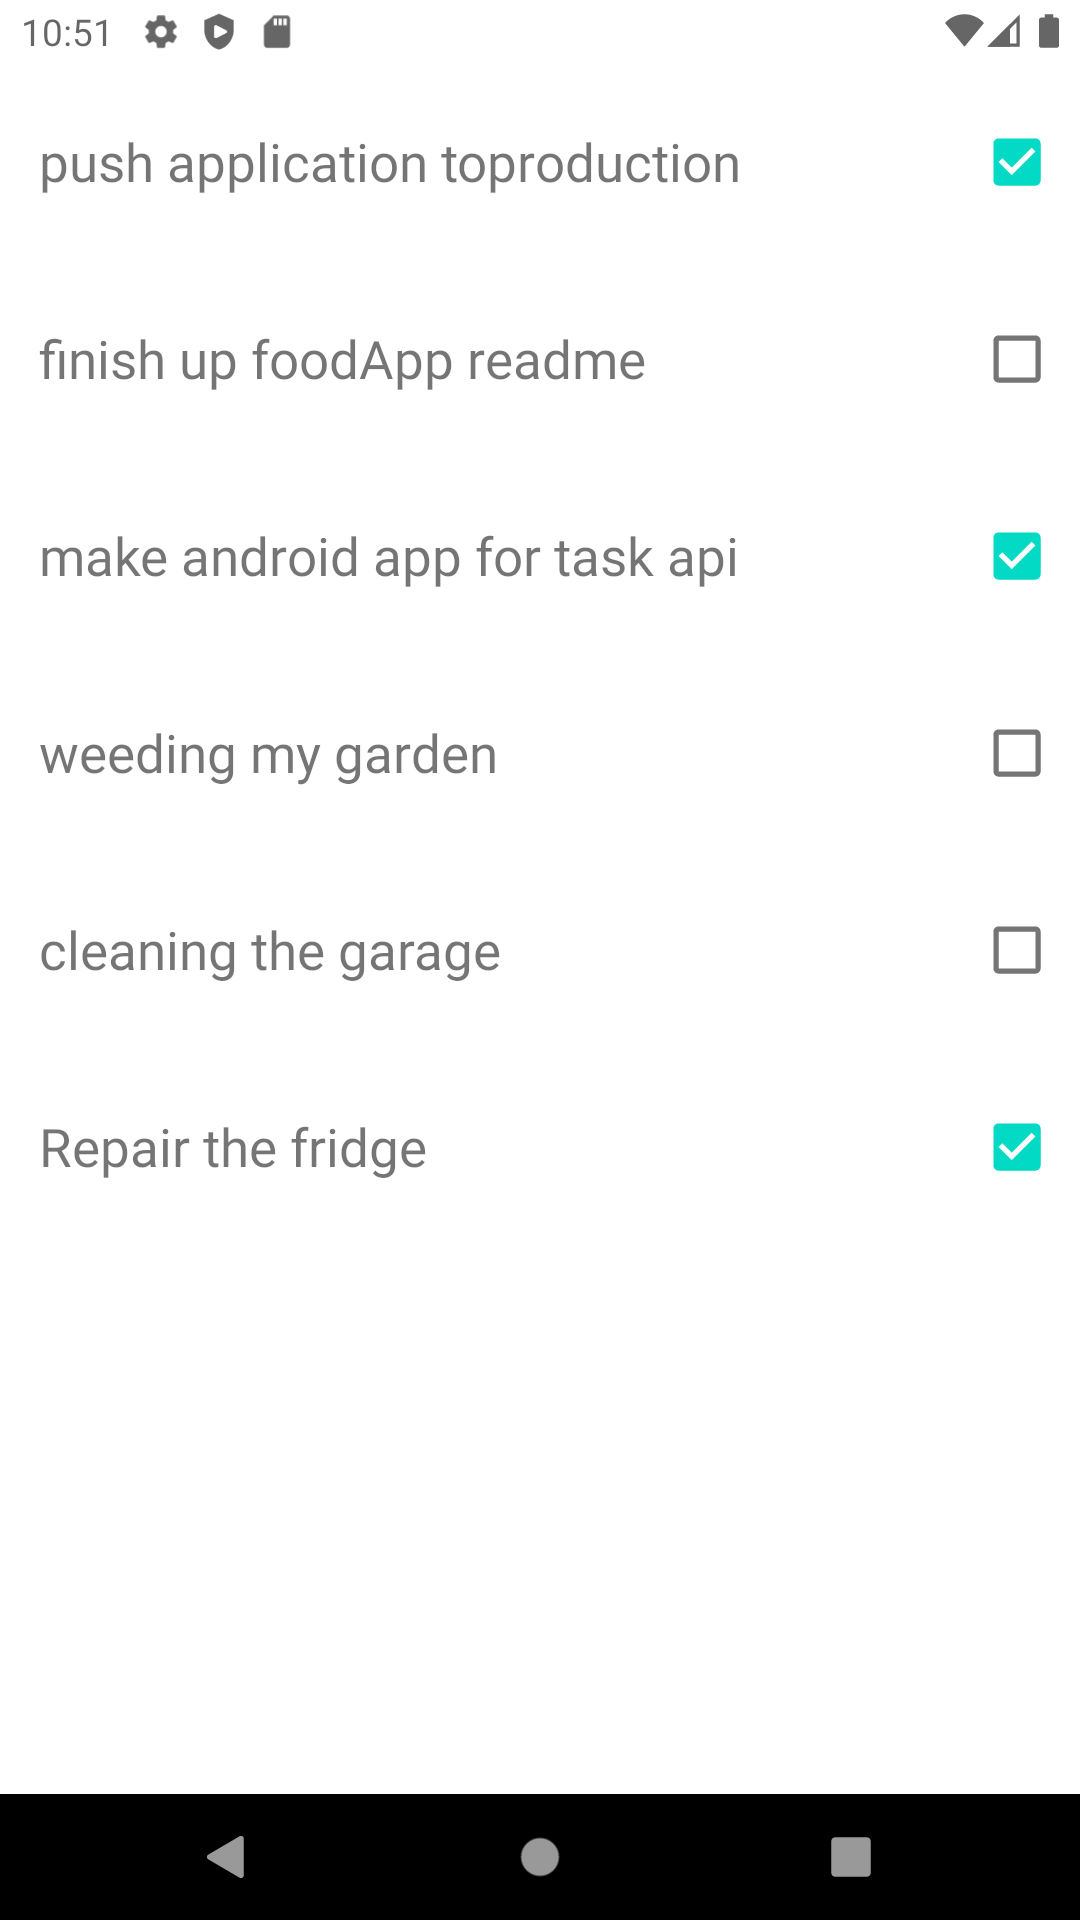 10:51
push application toproduction
finish up foodApp readme
make android app for task api
weeding my garden
cleaning the garage
Repair the fridge